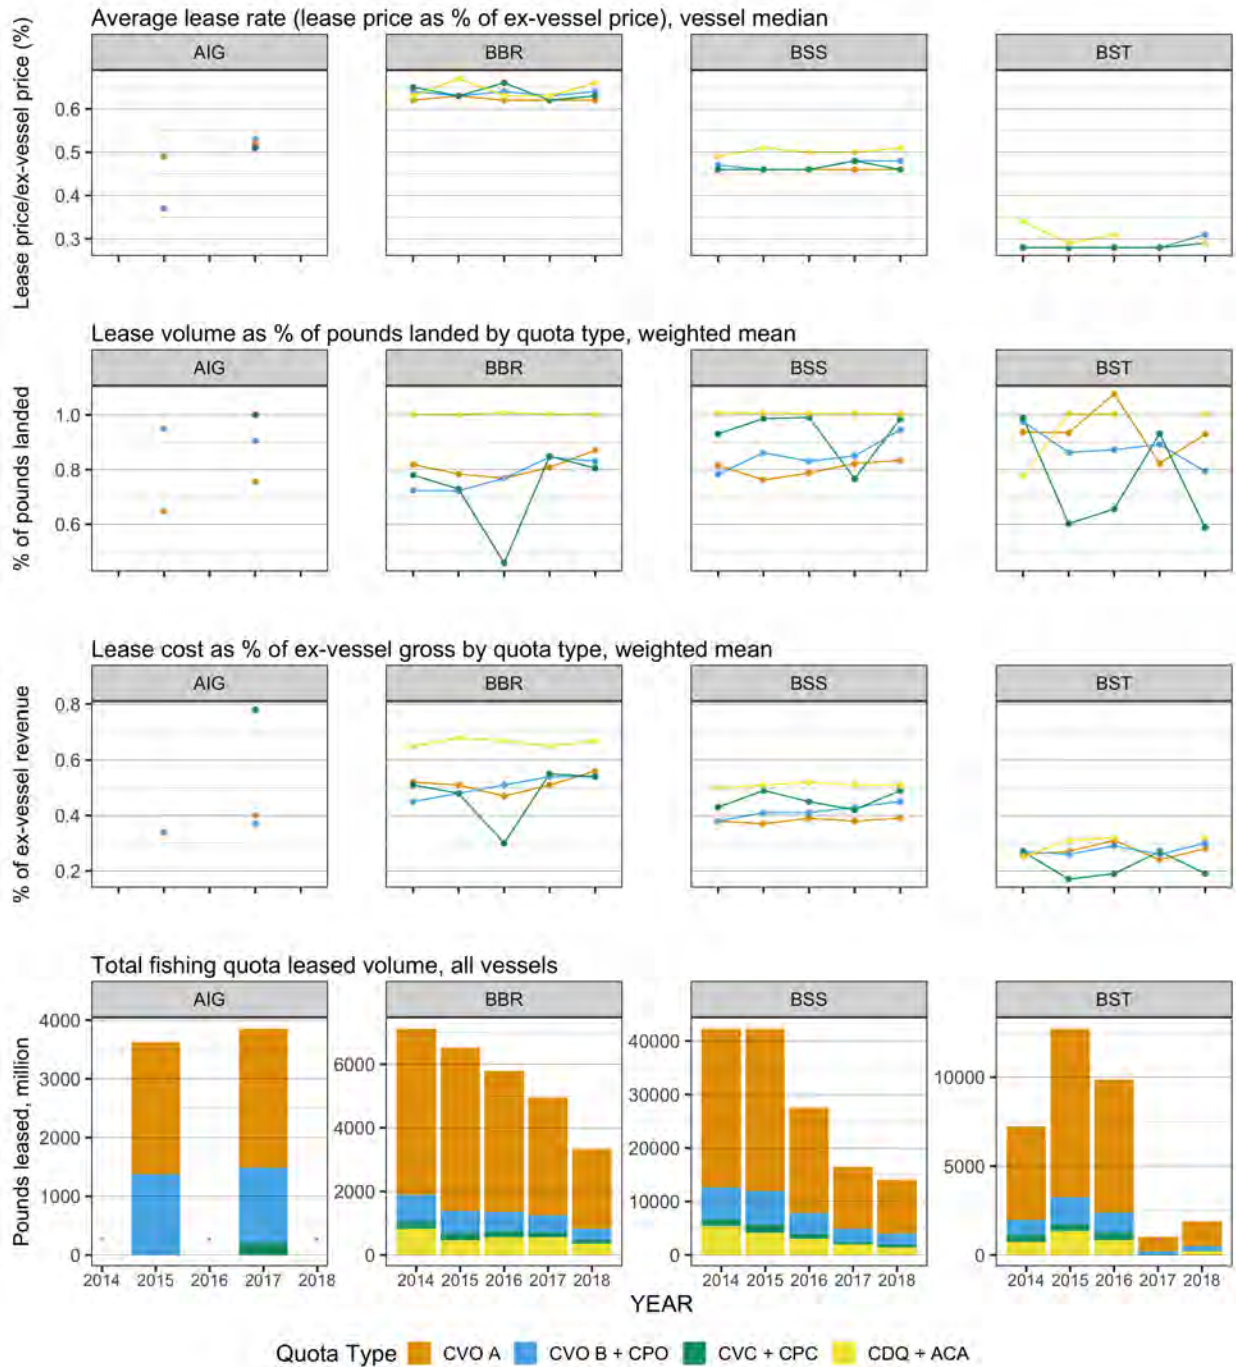 Average lease rate (lease price as % of ex-vessel price), vessel median
Lease price/ex-vessel price (%)
AIG BBR BSS BST
0.6
0.5
0.4
0.3
Lease volume as % of pounds landed by quota type, weighted mean
% of pounds landed
AIG BBR BSS BST
1.0
0.8
0.6
Lease cost as % of ex-vessel gross by quota type, weighted mean
% of ex-vessel revenue
AIG BBR BSS BST
0.8
0.6
0.4
0.2
Total fishing quota leased volume, all vessels
Pounds leased, million
AIG BBR BSS BST
4000
3000
2000
1000
0
6000
4000
2000
0
40000
30000
20000
10000
0
10000
5000
0
2014 2015 2016 2017 2018 2014 2015 2016 2017 2018 2014 2015 2016 2017 2018 2014 2015 2016 2017 2018
YEAR
Quota Type CVO A CVO B + CPO CVC + CPC CDQ + ACA